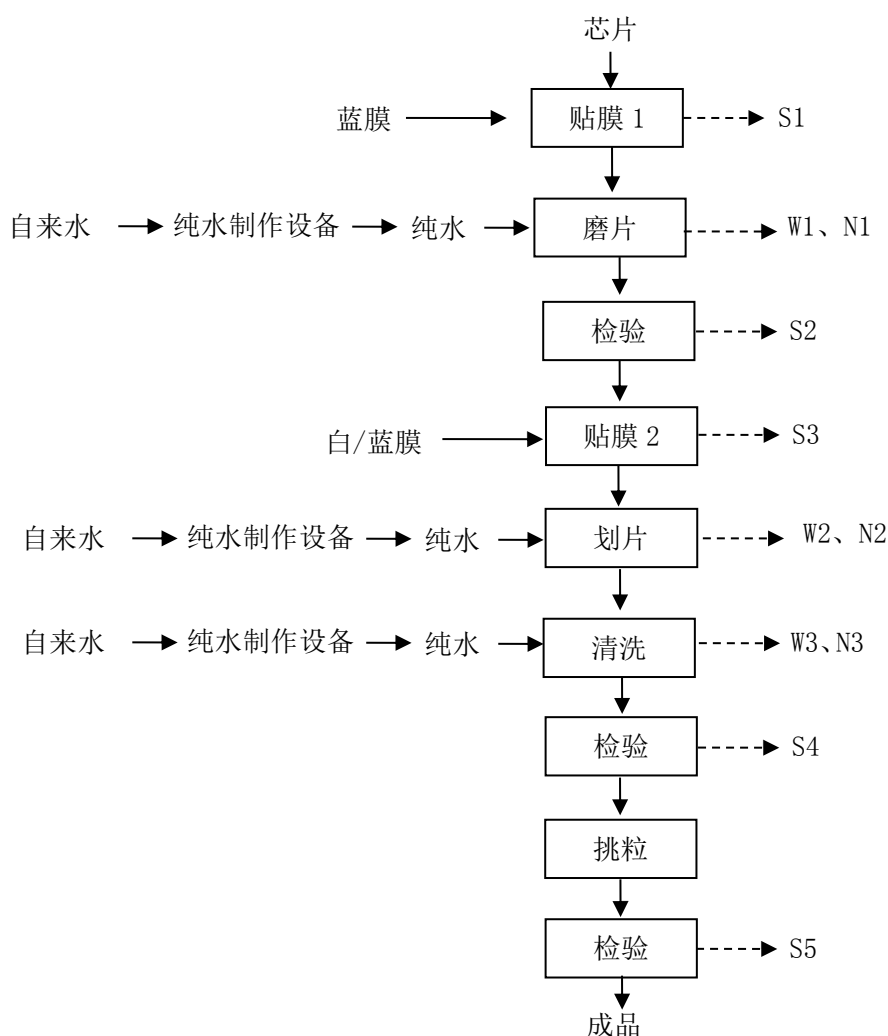 芯片
蓝膜 贴膜 1 S1
自来水 纯水制作设备 纯水 磨片 W1、N1
检验 S2
白/蓝膜 贴膜 2 S3
自来水 纯水制作设备 纯水 划片 W2、N2
自来水 纯水制作设备 纯水 清洗 W3、N3
检验 S4
挑粒
检验 S5
成品